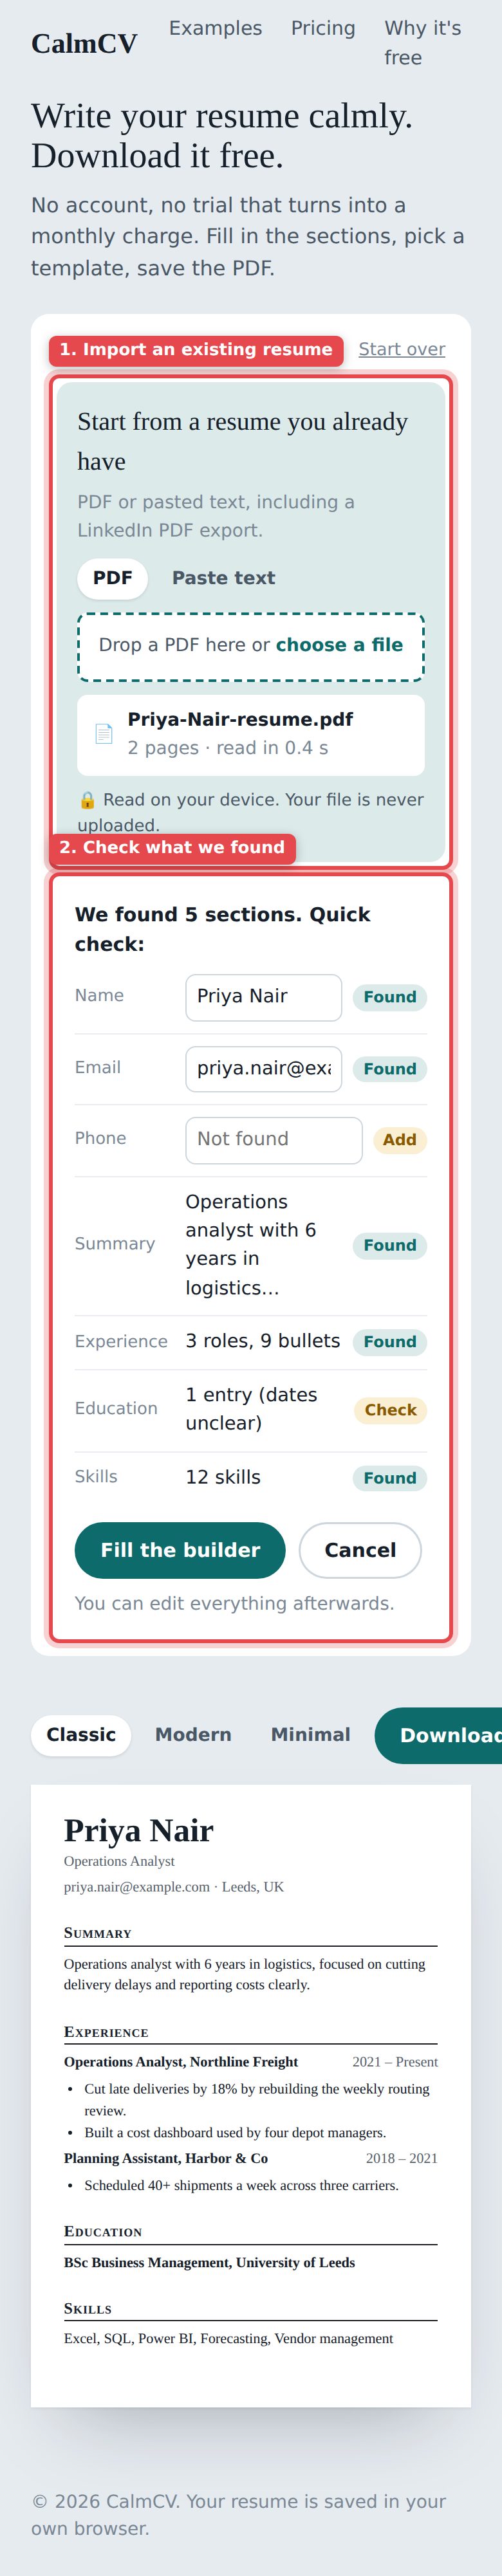 CalmCV
Examples
Pricing
Why it's
free
Write your resume calmly.
Download it free.
No account, no trial that turns into a
monthly charge. Fill in the sections, pick a
template, save the PDF.
1. Import an existing resume
Start over
Start from a resume you already
have
PDF or pasted text, including a
LinkedIn PDF export.
PDF
Paste text
Drop a PDF here or choose a file
Priya-Nair-resume.pdf
2 pages · read in 0.4 s
🔒 Read on your device. Your file is never
uploaded.
2. Check what we found
We found 5 sections. Quick
check:
Name
Priya Nair
Found
Email
priya.nair@exa
Found
Phone
Not found
Add
Summary
Operations
analyst with 6
years in
logistics...
Found
Experience
3 roles, 9 bullets
Found
Education
1 entry (dates
unclear)
Check
Skills
12 skills
Found
Fill the builder
Cancel
You can edit everything afterwards.
Classic
Modern
Minimal
Download
Priya Nair
Operations Analyst
priya.nair@example.com · Leeds, UK
Summary
Operations analyst with 6 years in logistics, focused on cutting
delivery delays and reporting costs clearly.
Experience
Operations Analyst, Northline Freight
2021 – Present
• Cut late deliveries by 18% by rebuilding the weekly routing
review.
• Built a cost dashboard used by four depot managers.
Planning Assistant, Harbor & Co
2018 – 2021
• Scheduled 40+ shipments a week across three carriers.
Education
BSc Business Management, University of Leeds
Skills
Excel, SQL, Power BI, Forecasting, Vendor management
© 2026 CalmCV. Your resume is saved in your
own browser.